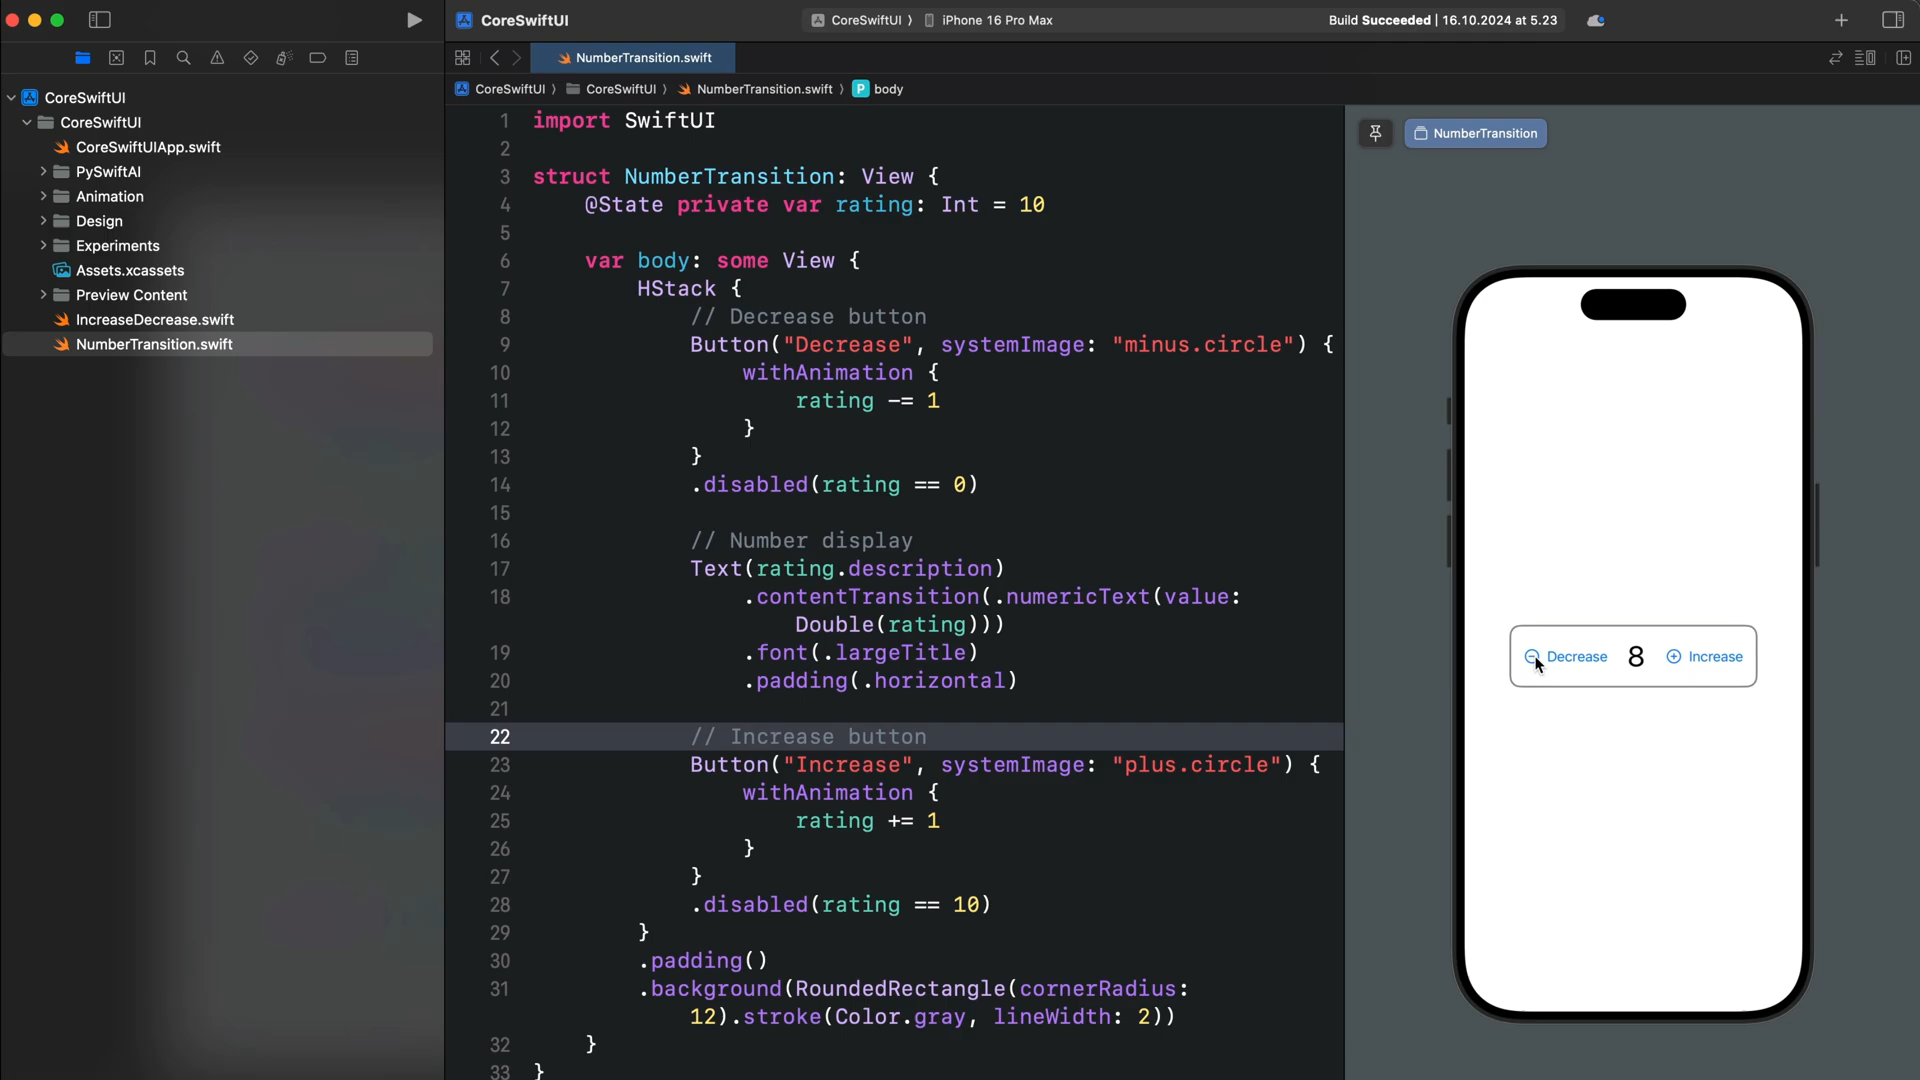 CoreSwiftUI
CoreSwiftUI
iPhone 16 Pro Max
Build Succeeded | 16.10.2024 at 5.23
NumberTransition.swift
CoreSwiftUI
CoreSwiftUI
NumberTransition.swift
P body
CoreSwiftUI
CoreSwiftUI
CoreSwiftUIApp.swift
PySwiftAI
Animation
Design
Experiments
Assets.xcassets
Preview Content
IncreaseDecrease.swift
NumberTransition.swift
1 import SwiftUI
2
3 struct NumberTransition: View {
4 @State private var rating: Int = 10
5
6 var body: some View {
7 HStack {
8 // Decrease button
9 Button("Decrease", systemImage: "minus.circle") {
10 withAnimation {
11 rating -= 1
12 }
13 }
14 .disabled(rating == 0)
15
16 // Number display
17 Text(rating.description)
18 .contentTransition(.numericText(value:
Double(rating)))
19 .font(.largeTitle)
20 .padding(.horizontal)
21
22 // Increase button
23 Button("Increase", systemImage: "plus.circle") {
24 withAnimation {
25 rating += 1
26 }
27 }
28 .disabled(rating == 10)
29 }
30 .padding()
31 .background(RoundedRectangle(cornerRadius:
12).stroke(Color.gray, lineWidth: 2))
32 }
33 }
NumberTransition
Decrease 8 Increase